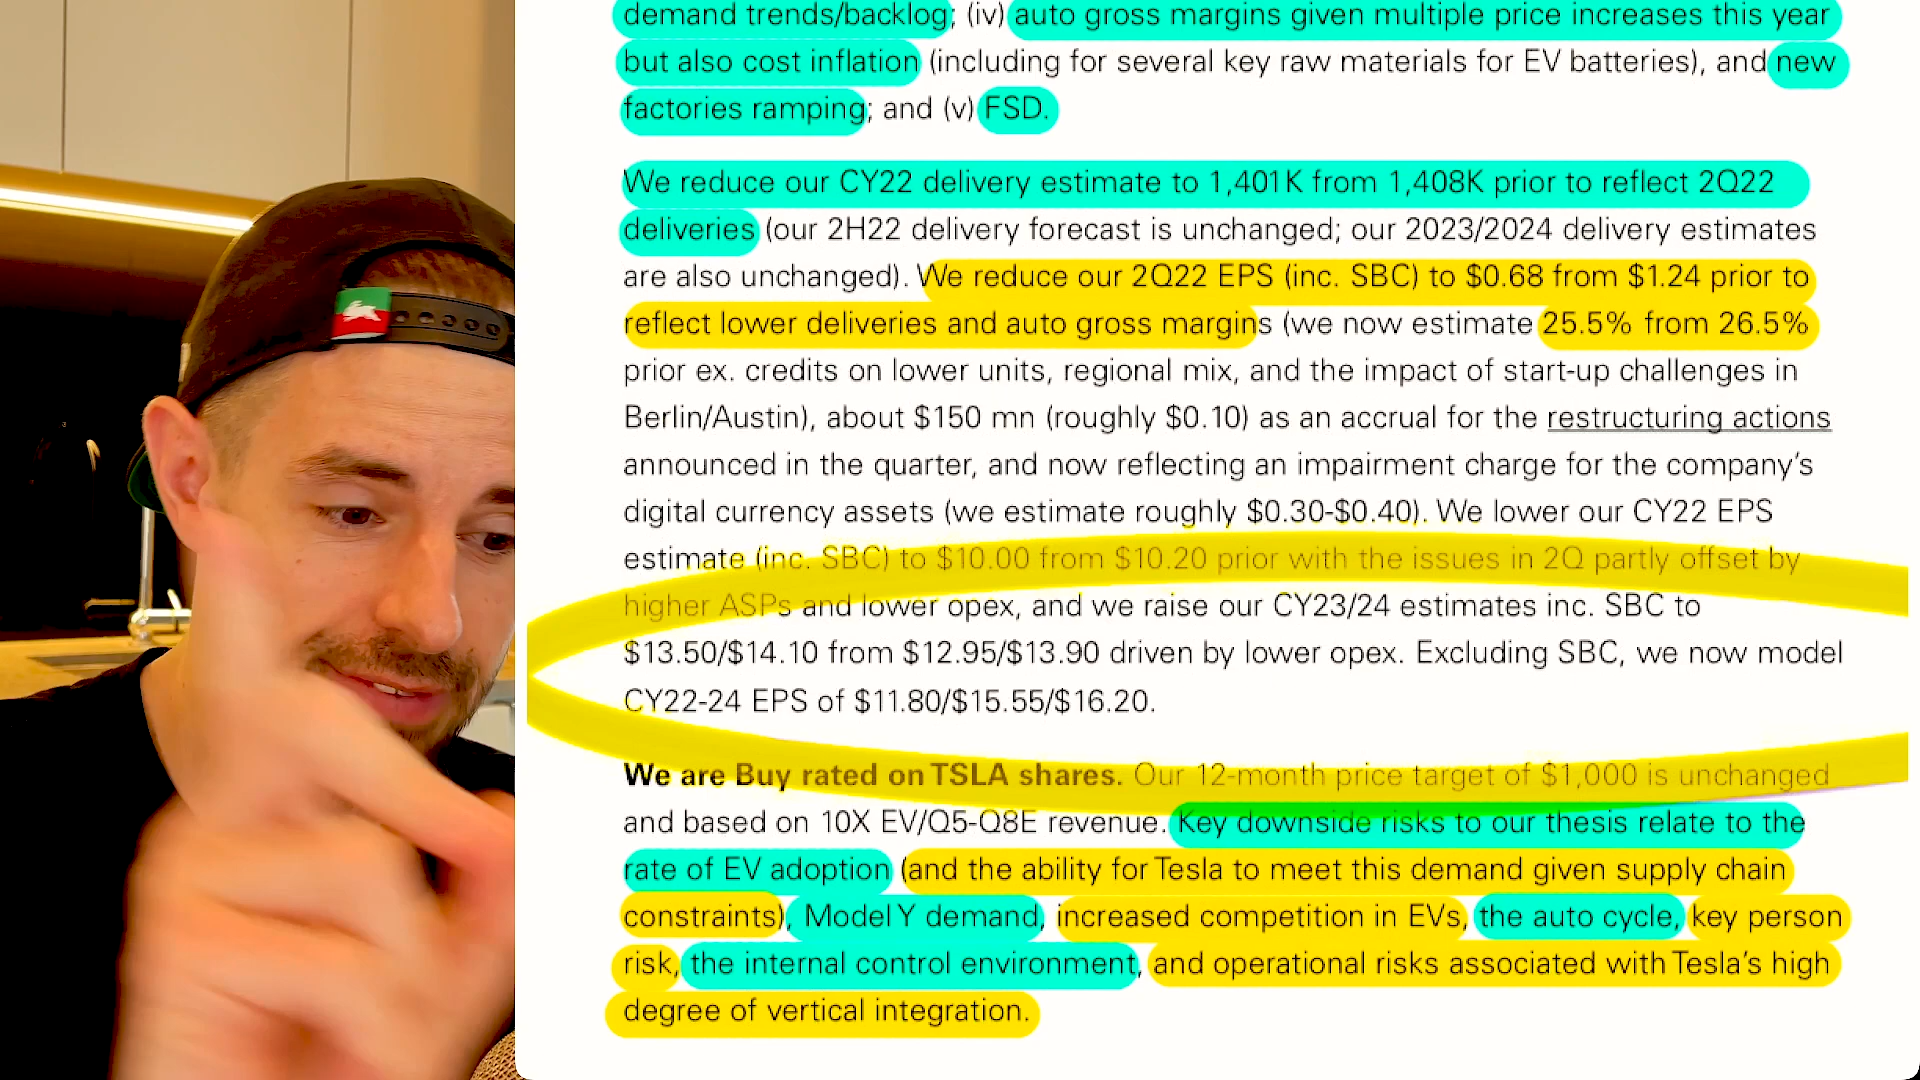 demand trends/backlog; (iv) auto gross margins given multiple price increases this year
but also cost inflation (including for several key raw materials for EV batteries), and new
factories ramping; and (v) FSD.
We reduce our CY22 delivery estimate to 1,401K from 1,408K prior to reflect 2Q22
deliveries (our 2H22 delivery forecast is unchanged; our 2023/2024 delivery estimates
are also unchanged). We reduce our 2Q22 EPS (inc. SBC) to $0.68 from $1.24 prior to
reflect lower deliveries and auto gross margins (we now estimate 25.5% from 26.5%
prior ex. credits on lower units, regional mix, and the impact of start-up challenges in
Berlin/Austin), about $150 mn (roughly $0.10) as an accrual for the restructuring actions
announced in the quarter, and now reflecting an impairment charge for the company's
digital currency assets (we estimate roughly $0.30-$0.40). We lower our CY22 EPS
estimate (inc. SBC) to $10.00 from $10.20 prior with the issues in 2Q partly offset by
higher ASPs and lower opex, and we raise our CY23/24 estimates inc. SBC to
$13.50/$14.10 from $12.95/$13.90 driven by lower opex. Excluding SBC, we now model
CY22-24 EPS of $11.80/$15.55/$16.20.
We are Buy rated on TSLA shares. Our 12-month price target of $1,000 is unchanged
and based on 10X EV/Q5-Q8E revenue. Key downside risks to our thesis relate to the
rate of EV adoption (and the ability for Tesla to meet this demand given supply chain
constraints), Model Y demand, increased competition in EVs, the auto cycle, key person
risk, the internal control environment, and operational risks associated with Tesla's high
degree of vertical integration.